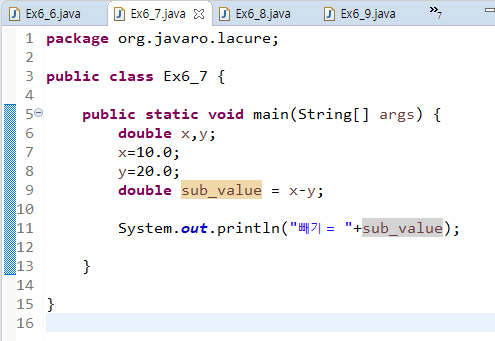 Ex6_6.java Ex6_7.java Ex6_8.java Ex6_9.java »7
1 package org.javaro.lacure;
2
3 public class Ex6_7 {
4
5 public static void main(String[] args) {
6 double x,y;
7 x=10.0;
8 y=20.0;
9 double sub_value = x-y;
10
11 System.out.println("빼기 = "+sub_value);
12
13 }
14
15 }
16